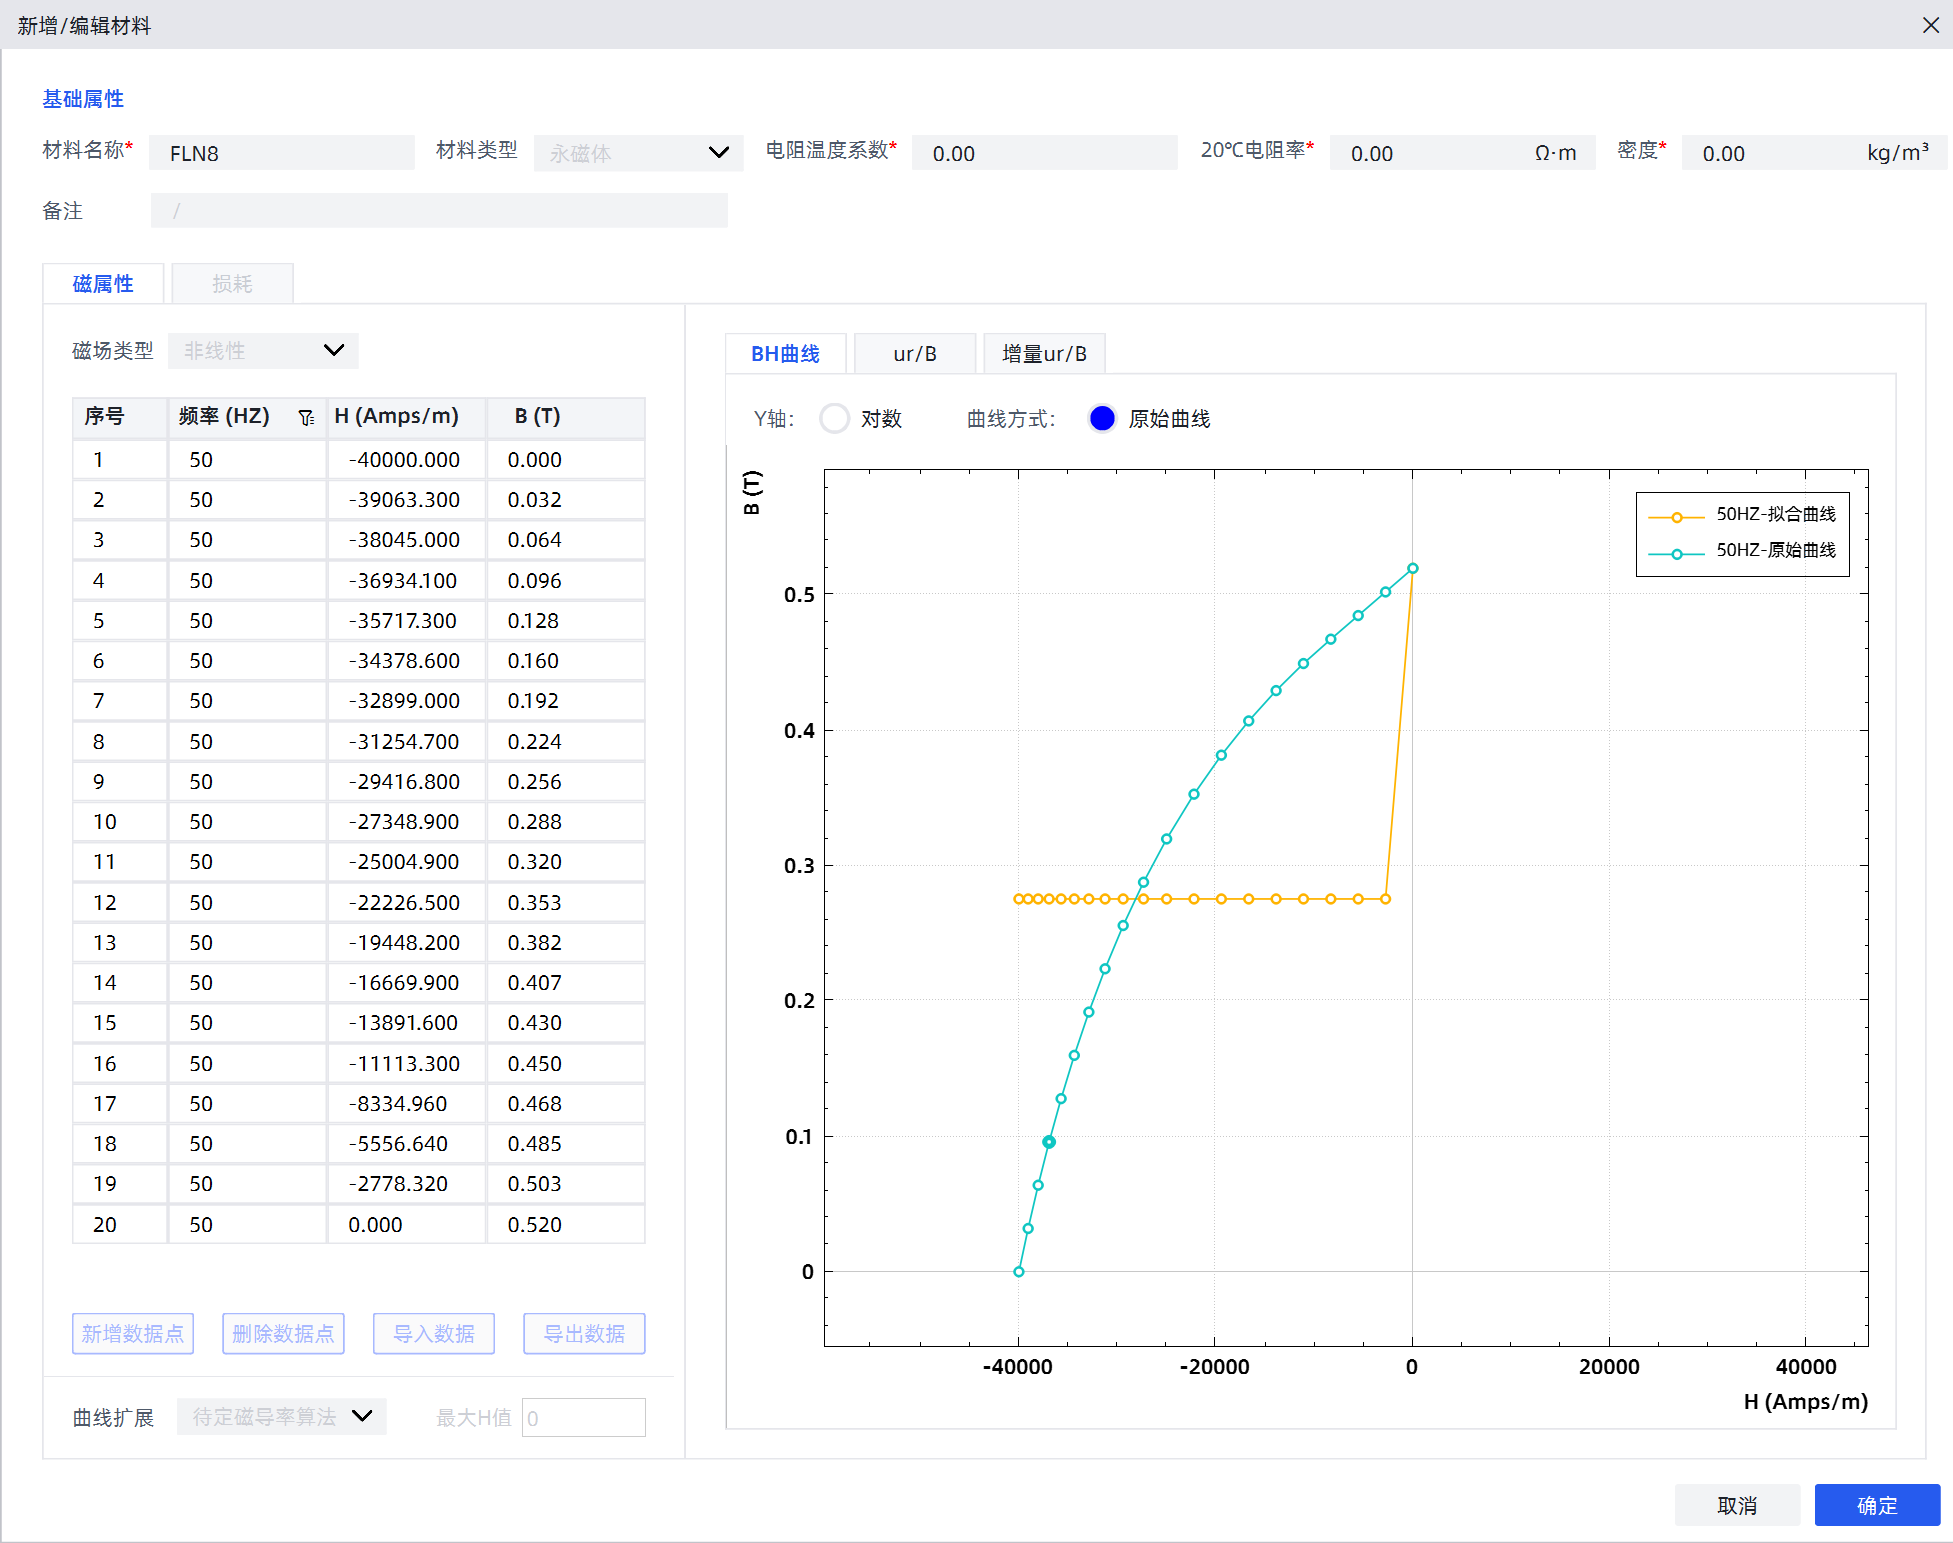 新增/编辑材料
基础属性
材料名称* FLN8 材料类型 永磁体 电阻温度系数* 0.00 20℃电阻率* 0.00 Ω·m 密度* 0.00 kg/m³
备注 /
磁属性 损耗
磁场类型 非线性
序号 频率 (HZ) H (Amps/m) B (T)
1 50 -40000.000 0.000
2 50 -39063.300 0.032
3 50 -38045.000 0.064
4 50 -36934.100 0.096
5 50 -35717.300 0.128
6 50 -34378.600 0.160
7 50 -32899.000 0.192
8 50 -31254.700 0.224
9 50 -29416.800 0.256
10 50 -27348.900 0.288
11 50 -25004.900 0.320
12 50 -22226.500 0.353
13 50 -19448.200 0.382
14 50 -16669.900 0.407
15 50 -13891.600 0.430
16 50 -11113.300 0.450
17 50 -8334.960 0.468
18 50 -5556.640 0.485
19 50 -2778.320 0.503
20 50 0.000 0.520
新增数据点 删除数据点 导入数据 导出数据
曲线扩展 待定磁导率算法 最大H值 0
BH曲线 ur/B 增量ur/B
Y轴: 对数 曲线方式: 原始曲线
B (T)
50HZ-拟合曲线
50HZ-原始曲线
0.5
0.4
0.3
0.2
0.1
0
-40000 -20000 0 20000 40000
H (Amps/m)
取消 确定